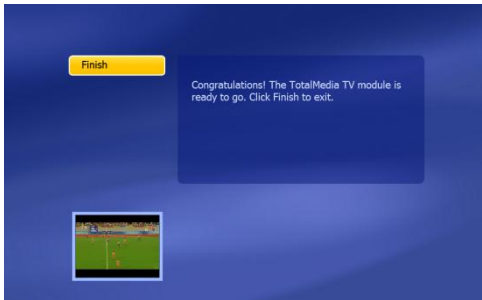 Finish
Congratulations! The TotalMedia TV module is
ready to go. Click Finish to exit.